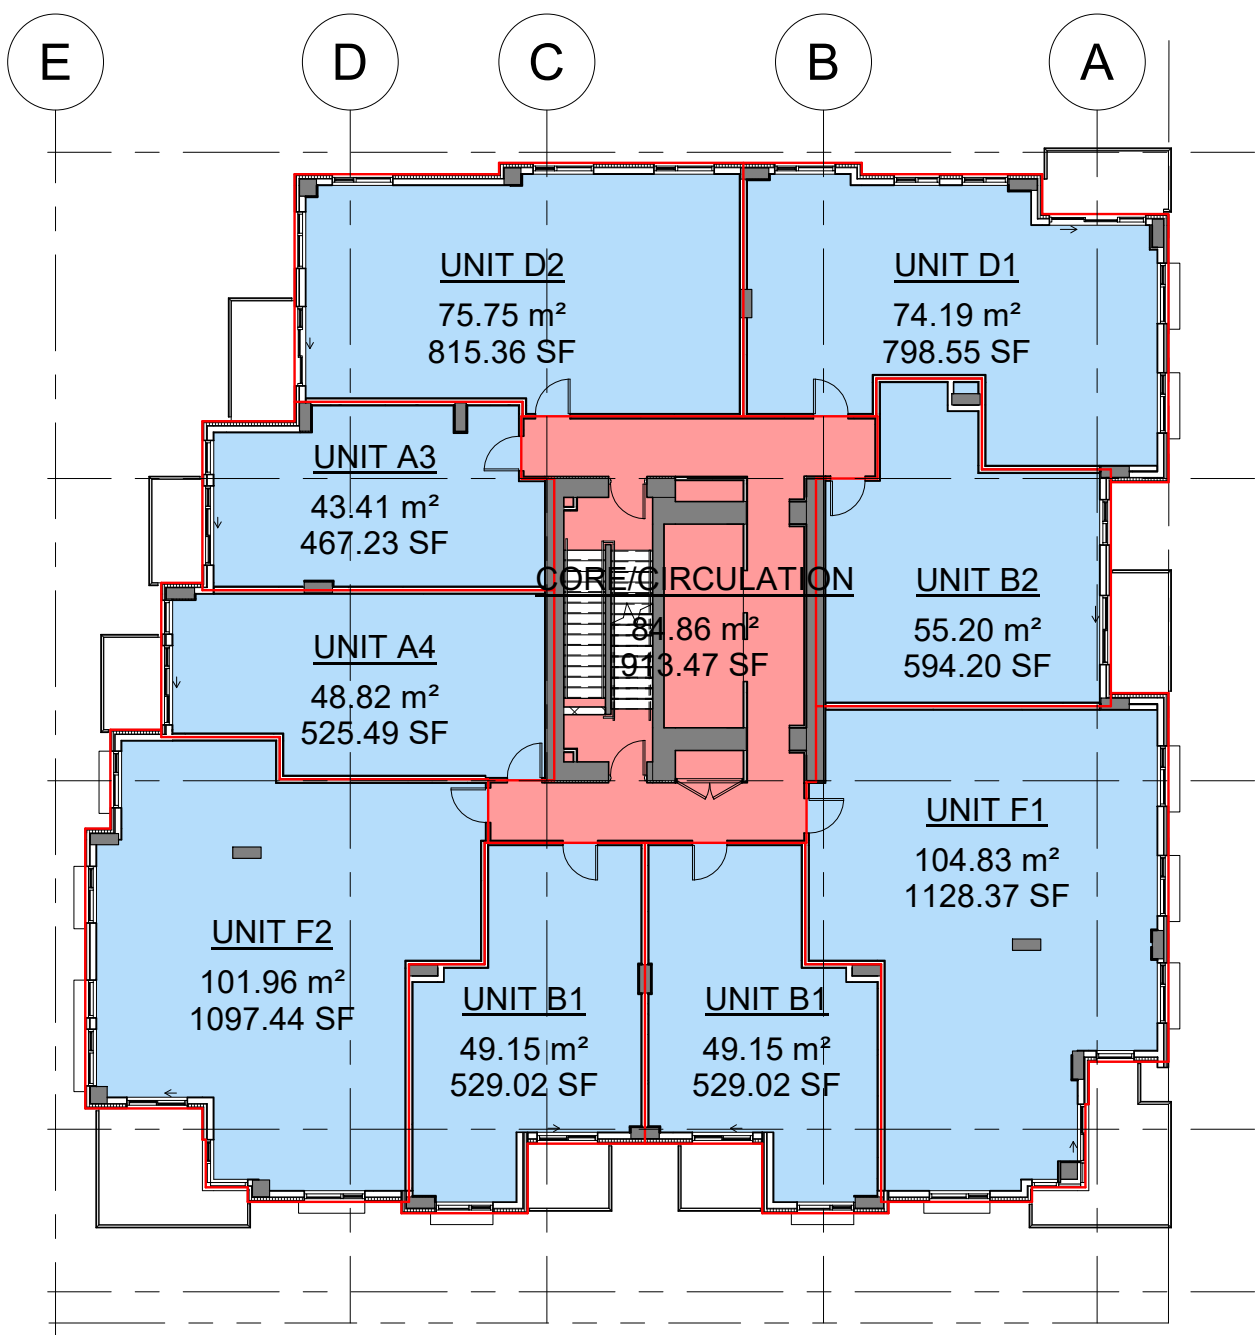 E
D
C
B
A
UNIT D2
75.75 m²
815.36 SF
UNIT D1
74.19 m²
798.55 SF
UNIT A3
43.41 m²
467.23 SF
CORE/CIRCULATION
84.86 m²
913.47 SF
UNIT B2
55.20 m²
594.20 SF
UNIT A4
48.82 m²
525.49 SF
UNIT F1
104.83 m²
1128.37 SF
UNIT F2
101.96 m²
1097.44 SF
UNIT B1
49.15 m²
529.02 SF
UNIT B1
49.15 m²
529.02 SF